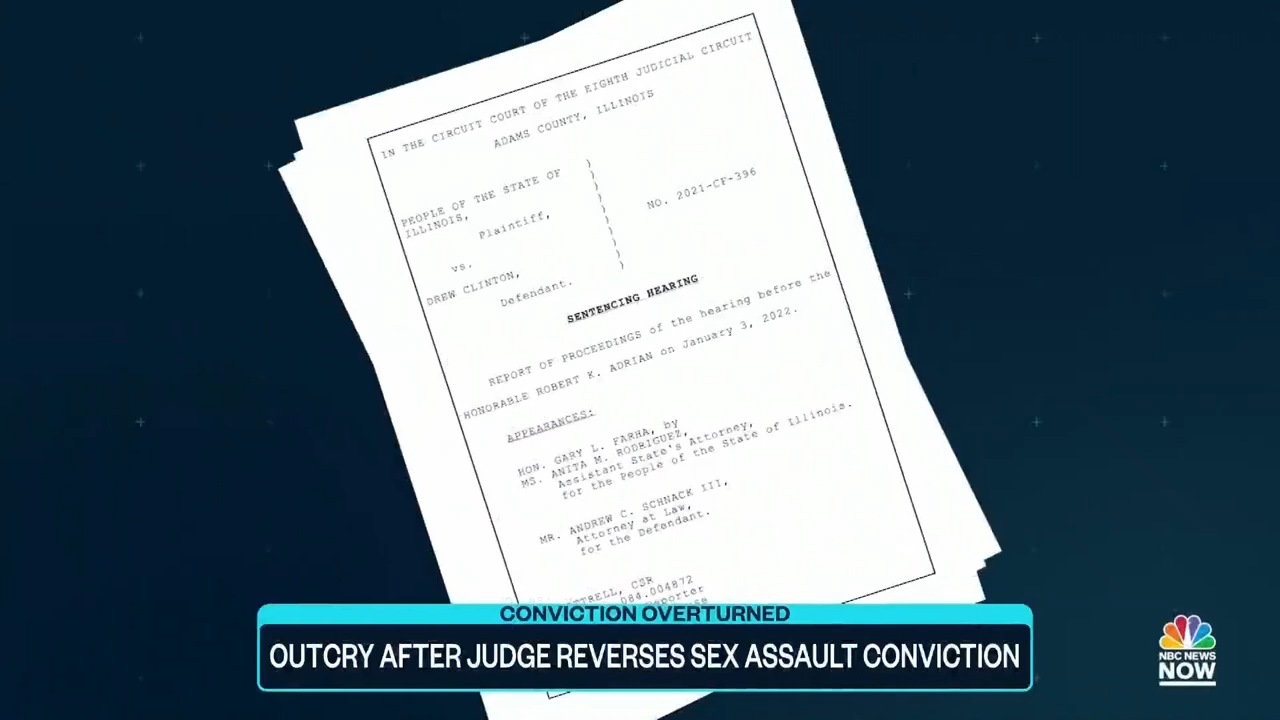 IN THE CIRCUIT COURT OF THE EIGHTH JUDICIAL CIRCUIT
ADAMS COUNTY, ILLINOIS
PEOPLE OF THE STATE OF
ILLINOIS,
Plaintiff,
vs.
DREW CLINTON,
Defendant.
)
)
)
)
)
)
)
)
)
NO. 2021-CF-396
SENTENCING HEARING
REPORT OF PROCEEDINGS of the hearing before the
HONORABLE ROBERT K. ADRIAN on January 3, 2022.
APPEARANCES:
HON. GARY L. FARHA, by
MS. ANITA M. RODRIGUEZ,
Assistant State's Attorney,
for the People of the State of Illinois.
MR. ANDREW C. SCHNACK III,
Attorney at Law,
for the Defendant.
CSR
084.004872
CONVICTION OVERTURNED
OUTCRY AFTER JUDGE REVERSES SEX ASSAULT CONVICTION
NBC NEWS
NOW